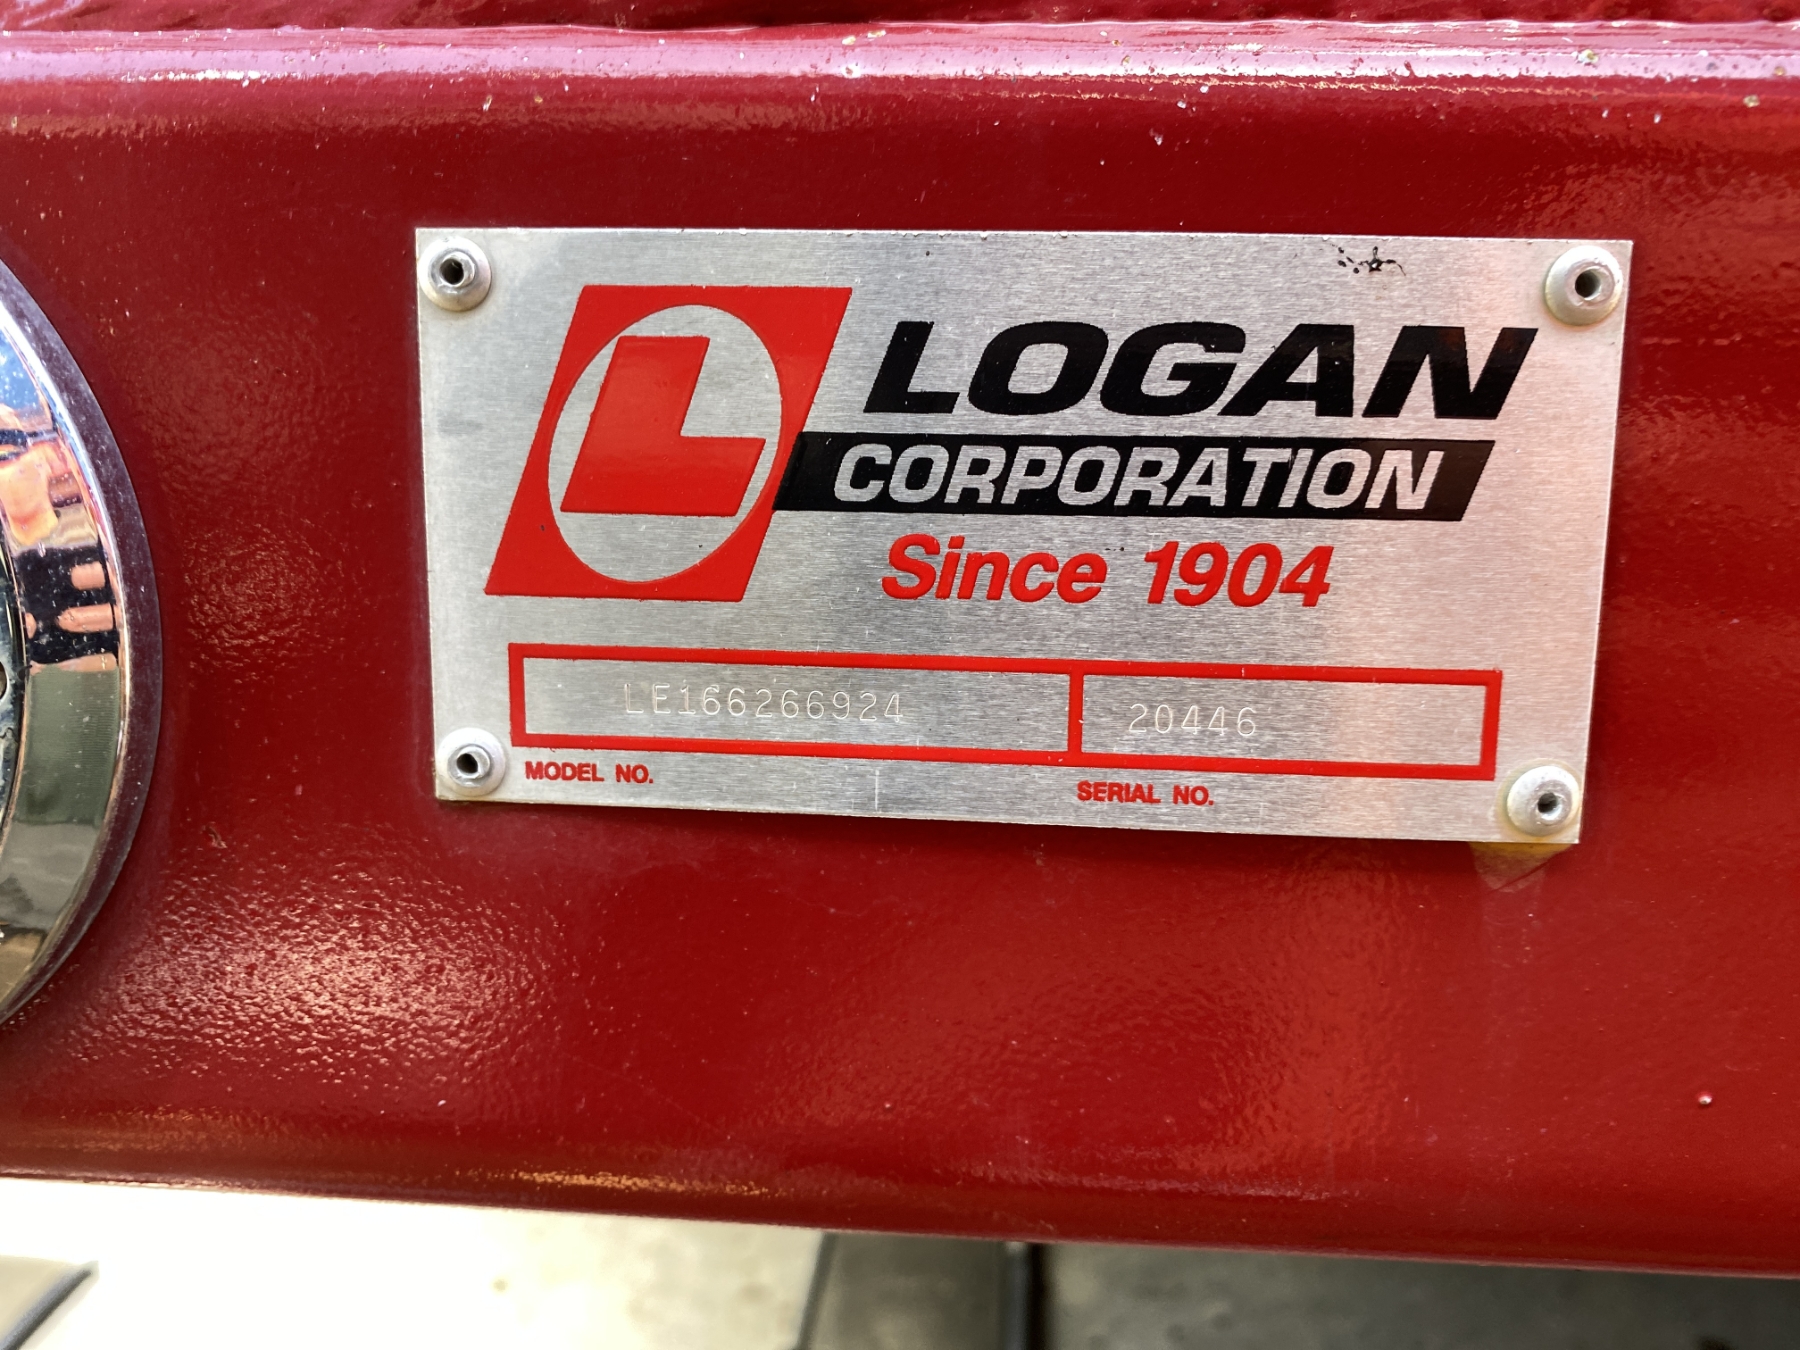 L
LOGAN
CORPORATION
Since 1904
LE166266924
20446
MODEL NO.
SERIAL NO.